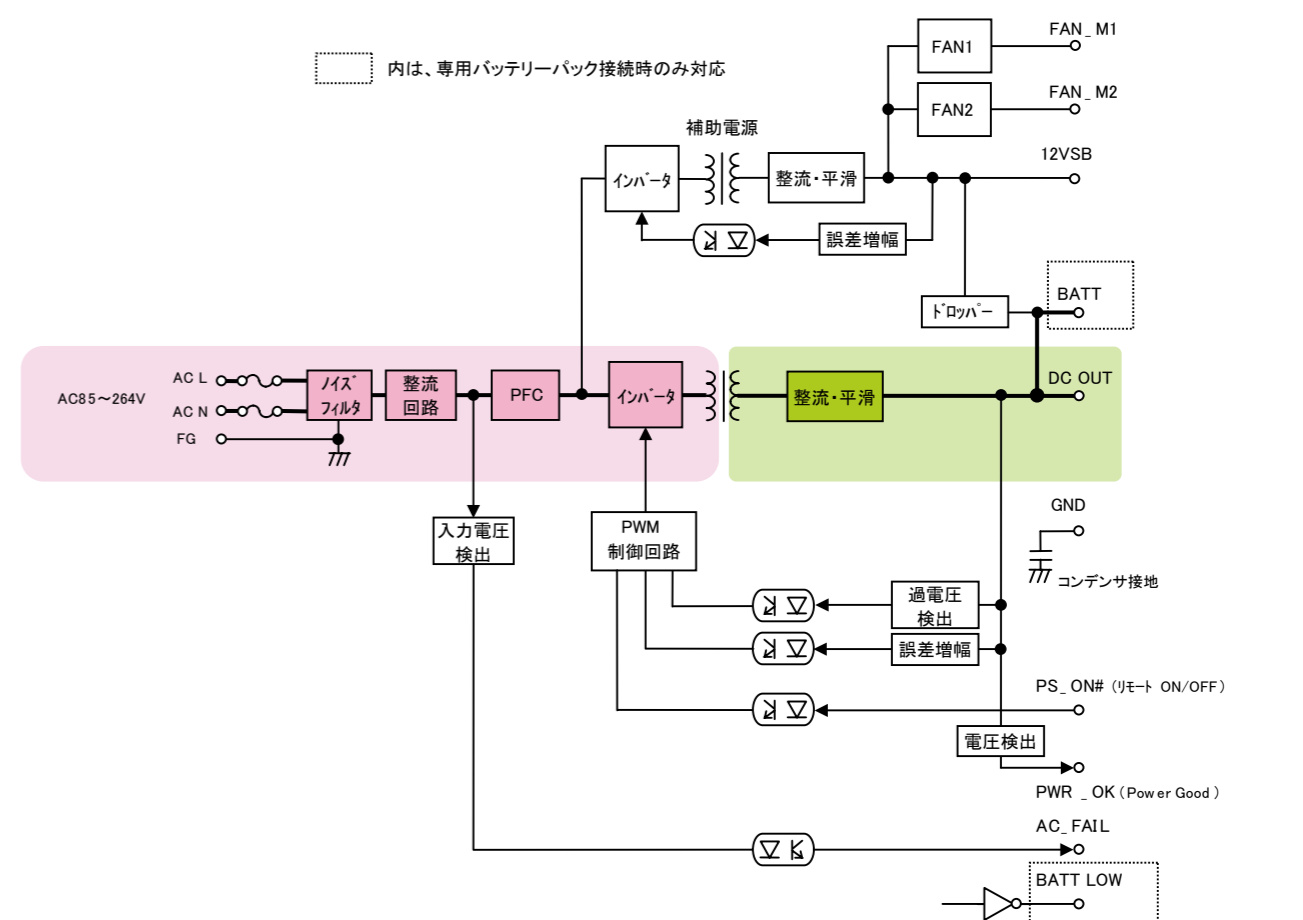 内は、専用バッテリーパック接続時のみ対応
FAN1
FAN_M1
FAN2
FAN_M2
補助電源
12VSB
ｲﾝﾊﾞｰﾀ
整流・平滑
誤差増幅
ﾄﾞﾛｯﾊﾟｰ
BATT
AC85～264V
AC L
AC N
FG
ﾉｲｽﾞ
ﾌｨﾙﾀ
整流
回路
PFC
ｲﾝﾊﾞｰﾀ
整流・平滑
DC OUT
入力電圧
検出
PWM
制御回路
GND
コンデンサ接地
過電圧
検出
誤差増幅
PS_ON# (ﾘﾓｰﾄ ON/OFF)
電圧検出
PWR _OK (Power Good)
AC_FAIL
BATT LOW